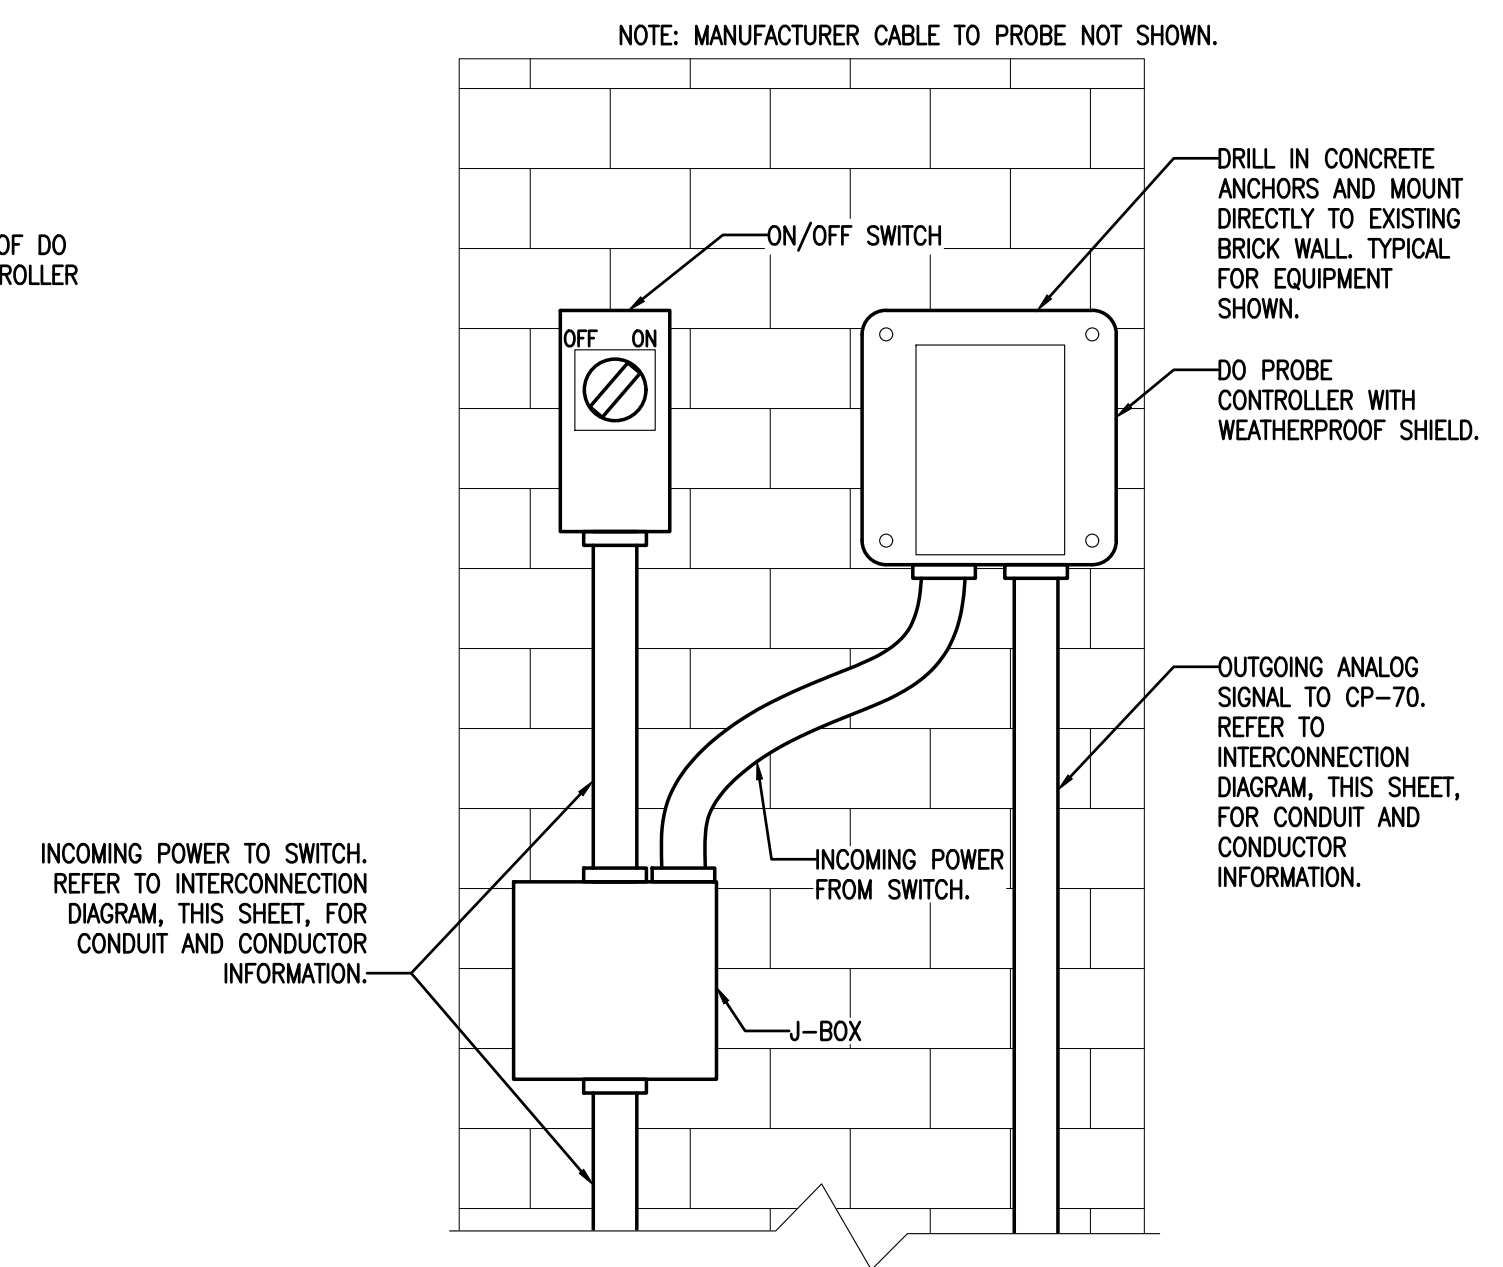 NOTE: MANUFACTURER CABLE TO PROBE NOT SHOWN.
OF DO
ROLLER
ON/OFF SWITCH
OFF ON
DRILL IN CONCRETE
ANCHORS AND MOUNT
DIRECTLY TO EXISTING
BRICK WALL. TYPICAL
FOR EQUIPMENT
SHOWN.
DO PROBE
CONTROLLER WITH
WEATHERPROOF SHIELD.
OUTGOING ANALOG
SIGNAL TO CP-70.
REFER TO
INTERCONNECTION
DIAGRAM, THIS SHEET,
FOR CONDUIT AND
CONDUCTOR
INFORMATION.
INCOMING POWER TO SWITCH.
REFER TO INTERCONNECTION
DIAGRAM, THIS SHEET, FOR
CONDUIT AND CONDUCTOR
INFORMATION.
INCOMING POWER
FROM SWITCH.
J-BOX